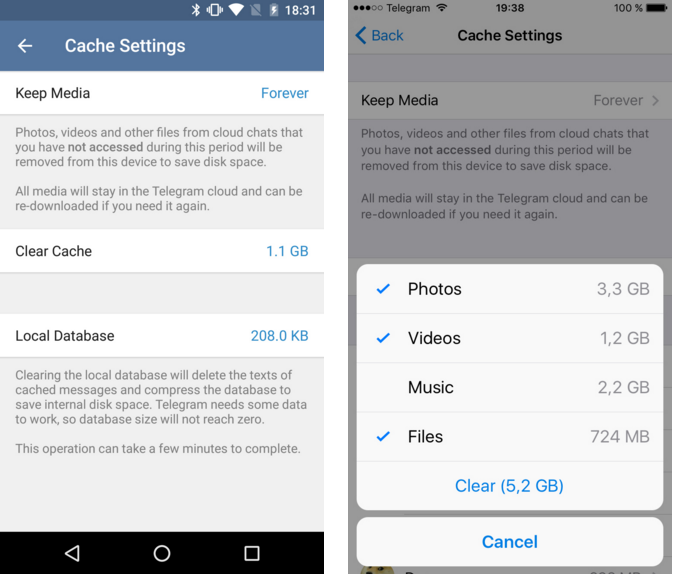 18:31
Cache Settings
Keep Media Forever
Photos, videos and other files from cloud chats that
you have not accessed during this period will be
removed from this device to save disk space.
All media will stay in the Telegram cloud and can be
re-downloaded if you need it again.
Clear Cache 1.1 GB
Local Database 208.0 KB
Clearing the local database will delete the texts of
cached messages and compress the database to
save internal disk space. Telegram needs some data
to work, so database size will not reach zero.
This operation can take a few minutes to complete.
Telegram 19:38 100 %
Back Cache Settings
Keep Media Forever
Photos, videos and other files from cloud chats that
you have not accessed during this period will be
removed from this device to save disk space.
All media will stay in the Telegram cloud and can be
re-downloaded if you need it again.
Photos 3,3 GB
Videos 1,2 GB
Music 2,2 GB
Files 724 MB
Clear (5,2 GB)
Cancel